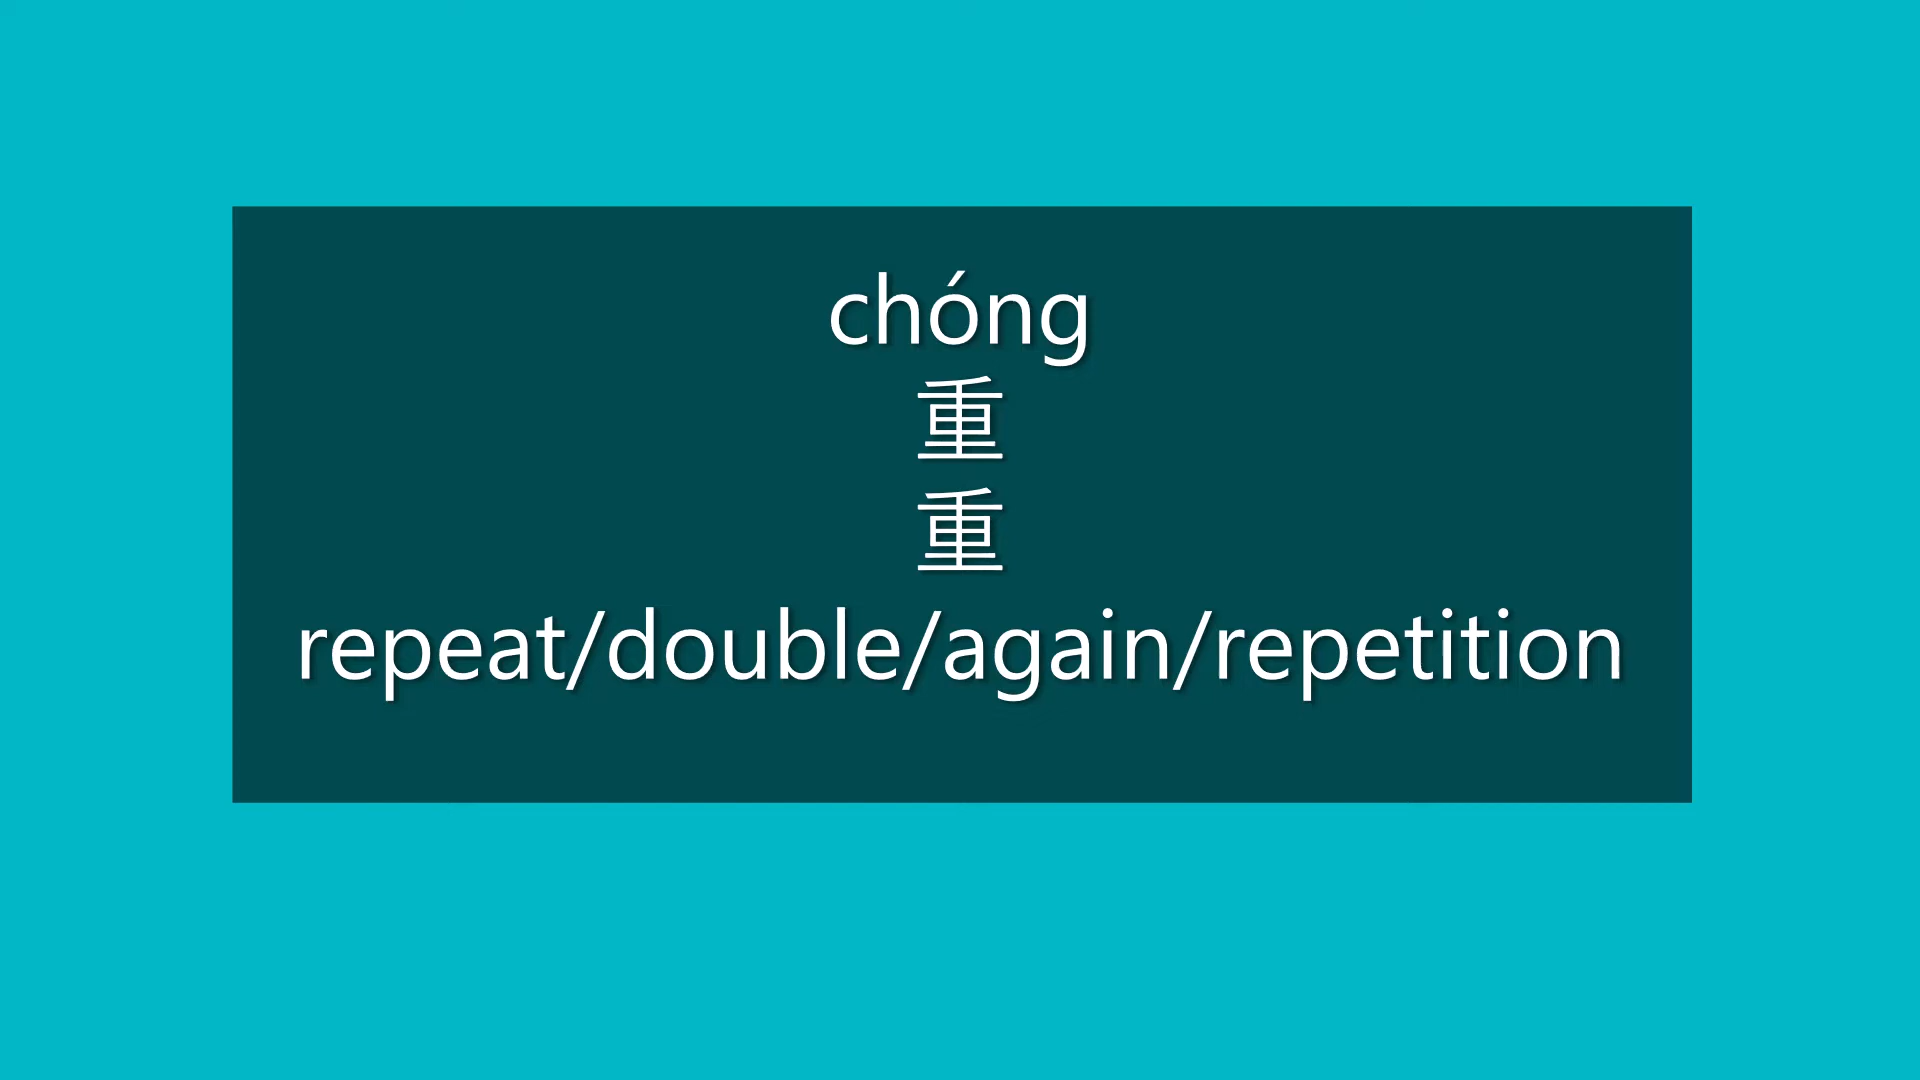 chóng
重
重
repeat/double/again/repetition